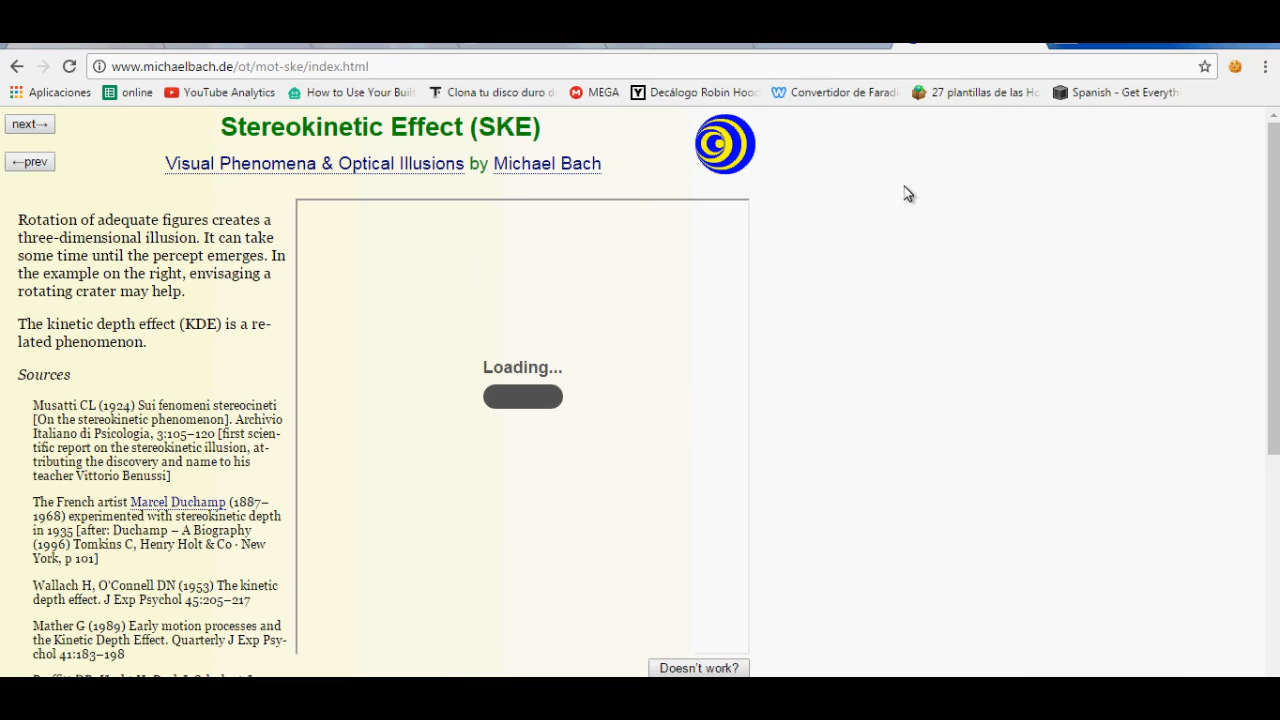 www.michaelbach.de/ot/mot-ske/index.html
Aplicaciones online YouTube Analytics How to Use Your Buil Clona tu disco duro d MEGA Decálogo Robin Hoo Convertidor de Faradi 27 plantillas de las Ho Spanish - Get Everyth
next→
Stereokinetic Effect (SKE)
←prev
Visual Phenomena & Optical Illusions by Michael Bach
Rotation of adequate figures creates a
three-dimensional illusion. It can take
some time until the percept emerges. In
the example on the right, envisaging a
rotating crater may help.
The kinetic depth effect (KDE) is a re-
lated phenomenon.
Sources
Musatti CL (1924) Sui fenomeni stereocineti
[On the stereokinetic phenomenon]. Archivio
Italiano di Psicologia, 3:105–120 [first scien-
tific report on the stereokinetic illusion, at-
tributing the discovery and name to his
teacher Vittorio Benussi]
The French artist Marcel Duchamp (1887–
1968) experimented with stereokinetic depth
in 1935 [after: Duchamp – A Biography
(1996) Tomkins C, Henry Holt & Co · New
York, p 101]
Wallach H, O'Connell DN (1953) The kinetic
depth effect. J Exp Psychol 45:205–217
Mather G (1989) Early motion processes and
the Kinetic Depth Effect. Quarterly J Exp Psy-
chol 41:183–198
Loading...
Doesn't work?